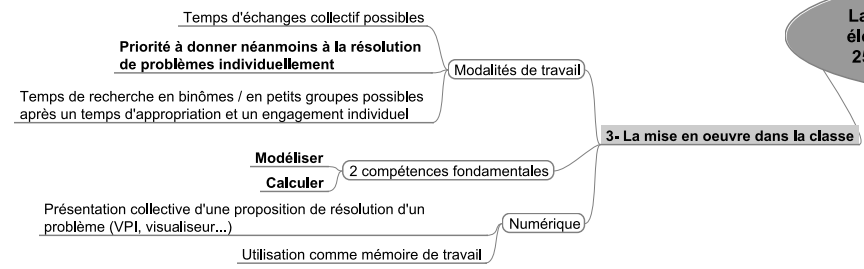 Temps d'échanges collectif possibles
Priorité à donner néanmoins à la résolution
de problèmes individuellement
Temps de recherche en binômes / en petits groupes possibles
après un temps d'appropriation et un engagement individuel
Modalités de travail
Modéliser
Calculer
2 compétences fondamentales
Présentation collective d'une proposition de résolution d'un
problème (VPI, visualiseur...)
Utilisation comme mémoire de travail
Numérique
3- La mise en oeuvre dans la classe
La
25